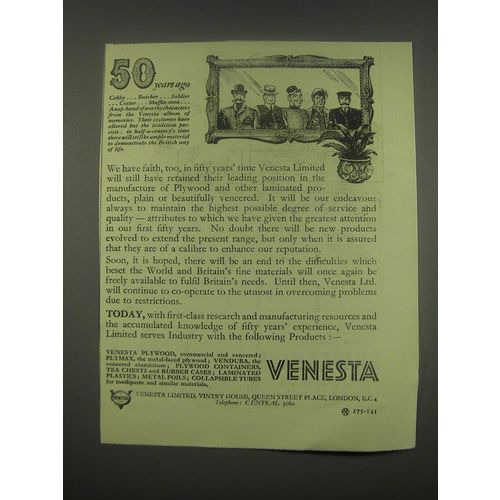 50 years ago
Cabby . . . Butcher . . . Soldier
. . . Coster . . . Muffin-man . . .
A nap-hand of worthy characters
from the Venesta album of
memories. Their costumes have
altered but the tradition per-
sists : in half-a-century's time
there will still be ample material
to demonstrate the British way
of life.
We have faith, too, in fifty years' time Venesta Limited
will still have retained their leading position in the
manufacture of Plywood and other laminated pro-
ducts, plain or beautifully veneered. It will be our endeavour
always to maintain the highest possible degree of service and
quality — attributes to which we have given the greatest attention
in our first fifty years. No doubt there will be new products
evolved to extend the present range, but only when it is assured
that they are of a calibre to enhance our reputation.
Soon, it is hoped, there will be an end to the difficulties which
beset the World and Britain's fine materials will once again be
freely available to fulfil Britain's needs. Until then, Venesta Ltd.
will continue to co-operate to the utmost in overcoming problems
due to restrictions.
TODAY, with first-class research and manufacturing resources and
the accumulated knowledge of fifty years' experience, Venesta
Limited serves Industry with the following Products :—
VENESTA PLYWOOD, commercial and veneered;
PLYMAX, the metal-faced plywood; VENDURA, the
veneered aluminium; PLYWOOD CONTAINERS,
TEA CHESTS and RUBBER CASES; LAMINATED
PLASTICS; METAL FOILS; COLLAPSIBLE TUBES
for toothpaste and similar materials.
VENESTA
VENESTA
VENESTA LIMITED, VINTRY HOUSE, QUEEN STREET PLACE, LONDON, E.C.4
Telephone : CENTRAL 3060
175-141